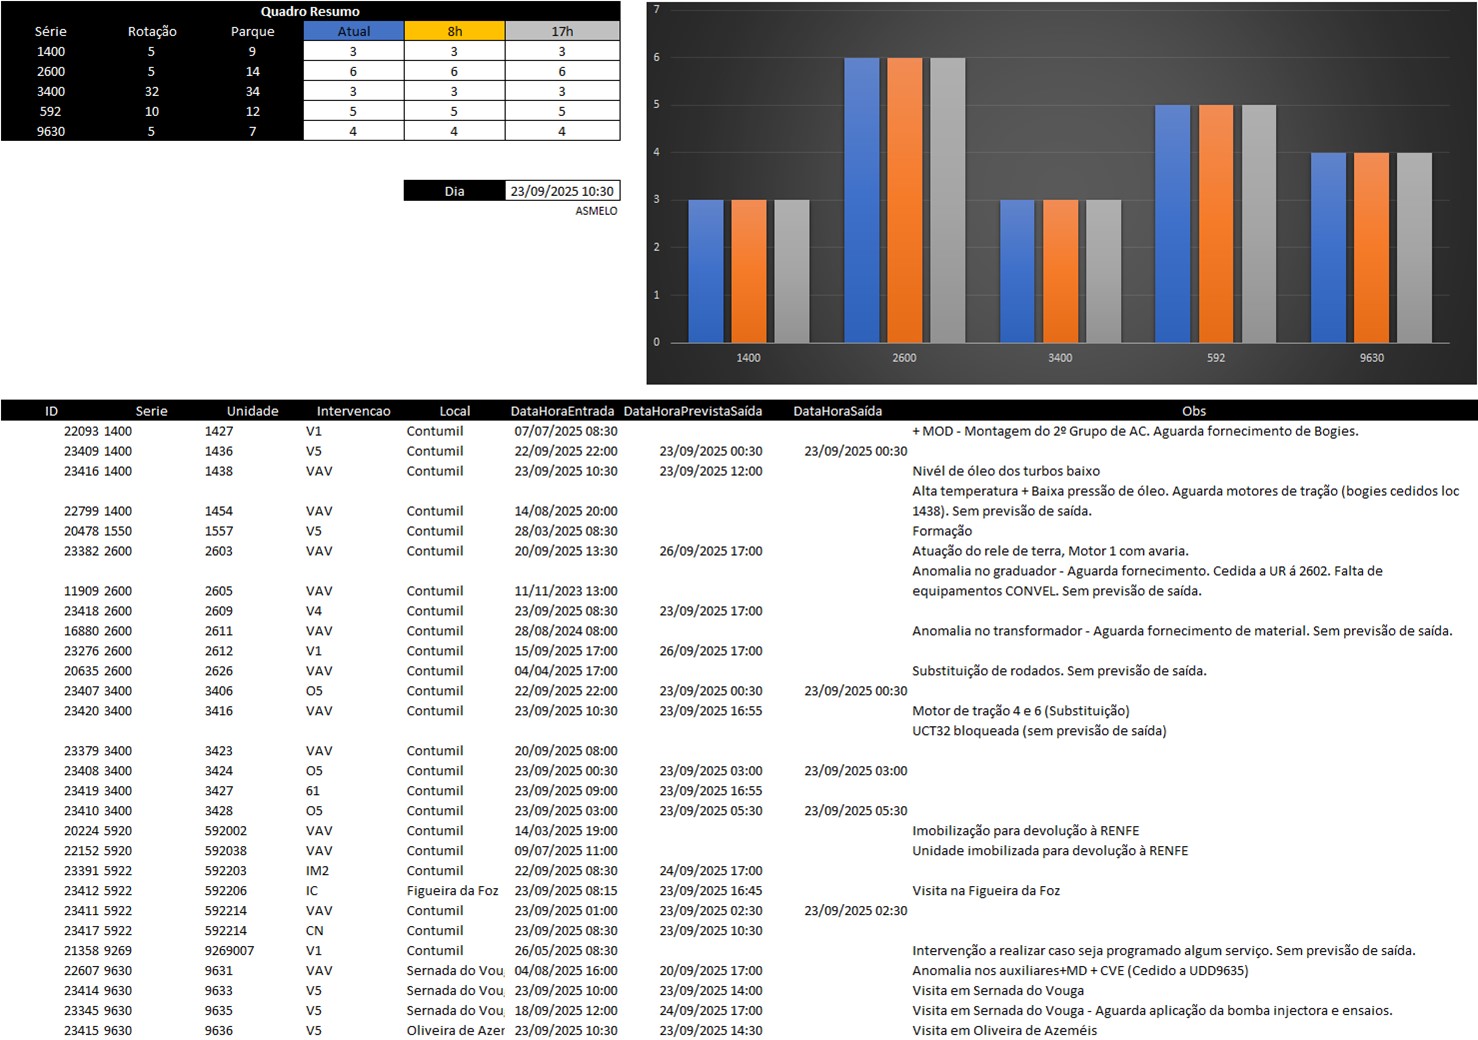 Quadro Resumo
Série Rotação Parque Atual 8h 17h
1400 5 9 3 3 3
2600 5 14 6 6 6
3400 32 34 3 3 3
592 10 12 5 5 5
9630 5 7 4 4 4
Dia 23/09/2025 10:30
ASMELO
7
6
5
4
3
2
1
0
1400 2600 3400 592 9630
ID Serie Unidade Intervencao Local DataHoraEntrada DataHoraPrevistaSaída DataHoraSaída Obs
22093 1400 1427 V1 Contumil 07/07/2025 08:30 + MOD - Montagem do 2º Grupo de AC. Aguarda fornecimento de Bogies.
23409 1400 1436 V5 Contumil 22/09/2025 22:00 23/09/2025 00:30 23/09/2025 00:30
23416 1400 1438 VAV Contumil 23/09/2025 10:30 23/09/2025 12:00 Nivél de óleo dos turbos baixo
Alta temperatura + Baixa pressão de óleo. Aguarda motores de tração (bogies cedidos loc
22799 1400 1454 VAV Contumil 14/08/2025 20:00 1438). Sem previsão de saída.
20478 1550 1557 V5 Contumil 28/03/2025 08:30 Formação
23382 2600 2603 VAV Contumil 20/09/2025 13:30 26/09/2025 17:00 Atuação do rele de terra, Motor 1 com avaria.
Anomalia no graduador - Aguarda fornecimento. Cedida a UR á 2602. Falta de
11909 2600 2605 VAV Contumil 11/11/2023 13:00 equipamentos CONVEL. Sem previsão de saída.
23418 2600 2609 V4 Contumil 23/09/2025 08:30 23/09/2025 17:00
16880 2600 2611 VAV Contumil 28/08/2024 08:00 Anomalia no transformador - Aguarda fornecimento de material. Sem previsão de saída.
23276 2600 2612 V1 Contumil 15/09/2025 17:00 26/09/2025 17:00
20635 2600 2626 VAV Contumil 04/04/2025 17:00 Substituição de rodados. Sem previsão de saída.
23407 3400 3406 O5 Contumil 22/09/2025 22:00 23/09/2025 00:30 23/09/2025 00:30
23420 3400 3416 VAV Contumil 23/09/2025 10:30 23/09/2025 16:55 Motor de tração 4 e 6 (Substituição)
UCT32 bloqueada (sem previsão de saída)
23379 3400 3423 VAV Contumil 20/09/2025 08:00
23408 3400 3424 O5 Contumil 23/09/2025 00:30 23/09/2025 03:00 23/09/2025 03:00
23419 3400 3427 61 Contumil 23/09/2025 09:00 23/09/2025 16:55
23410 3400 3428 O5 Contumil 23/09/2025 03:00 23/09/2025 05:30 23/09/2025 05:30
20224 5920 592002 VAV Contumil 14/03/2025 19:00 Imobilização para devolução à RENFE
22152 5920 592038 VAV Contumil 09/07/2025 11:00 Unidade imobilizada para devolução à RENFE
23391 5922 592203 IM2 Contumil 22/09/2025 08:30 24/09/2025 17:00
23412 5922 592206 IC Figueira da Foz 23/09/2025 08:15 23/09/2025 16:45 Visita na Figueira da Foz
23411 5922 592214 VAV Contumil 23/09/2025 01:00 23/09/2025 02:30 23/09/2025 02:30
23417 5922 592214 CN Contumil 23/09/2025 08:30 23/09/2025 10:30
21358 9269 9269007 V1 Contumil 26/05/2025 08:30 Intervenção a realizar caso seja programado algum serviço. Sem previsão de saída.
22607 9630 9631 VAV Sernada do Voug 04/08/2025 16:00 20/09/2025 17:00 Anomalia nos auxiliares+MD + CVE (Cedido a UDD9635)
23414 9630 9633 V5 Sernada do Voug 23/09/2025 10:00 23/09/2025 14:00 Visita em Sernada do Vouga
23345 9630 9635 V5 Sernada do Voug 18/09/2025 12:00 24/09/2025 17:00 Visita em Sernada do Vouga - Aguarda aplicação da bomba injectora e ensaios.
23415 9630 9636 V5 Oliveira de Azer 23/09/2025 10:30 23/09/2025 14:30 Visita em Oliveira de Azeméis